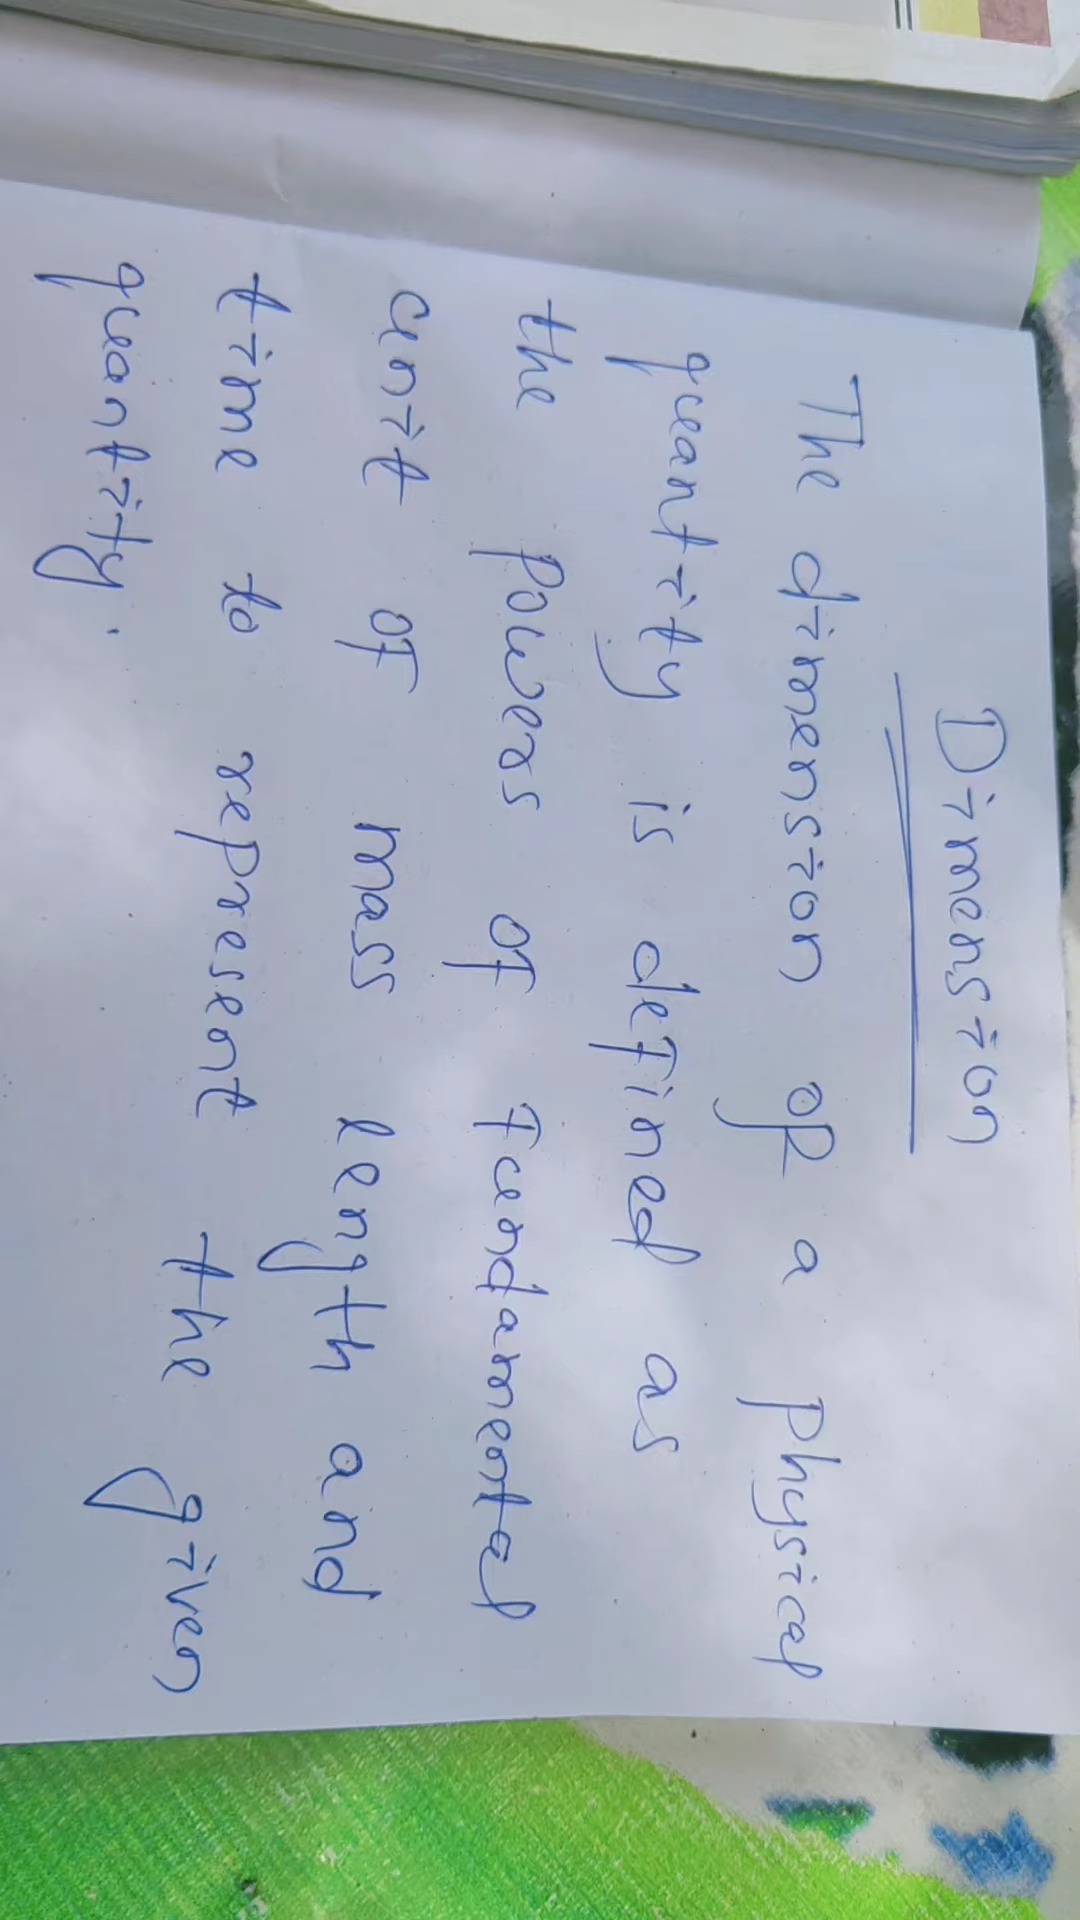 Dimension
The dimension of a physical
quantity is defined as
the powers of fundamental
unit of mass length and
time to represent the given
quantity.